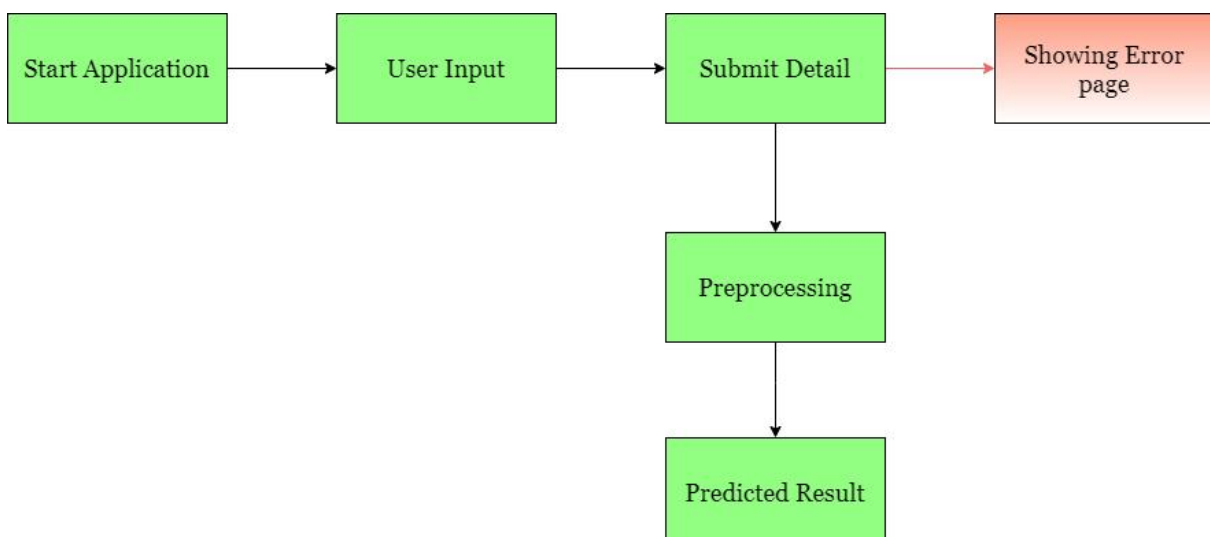 Start Application
User Input
Submit Detail
Showing Error
page
Preprocessing
Predicted Result